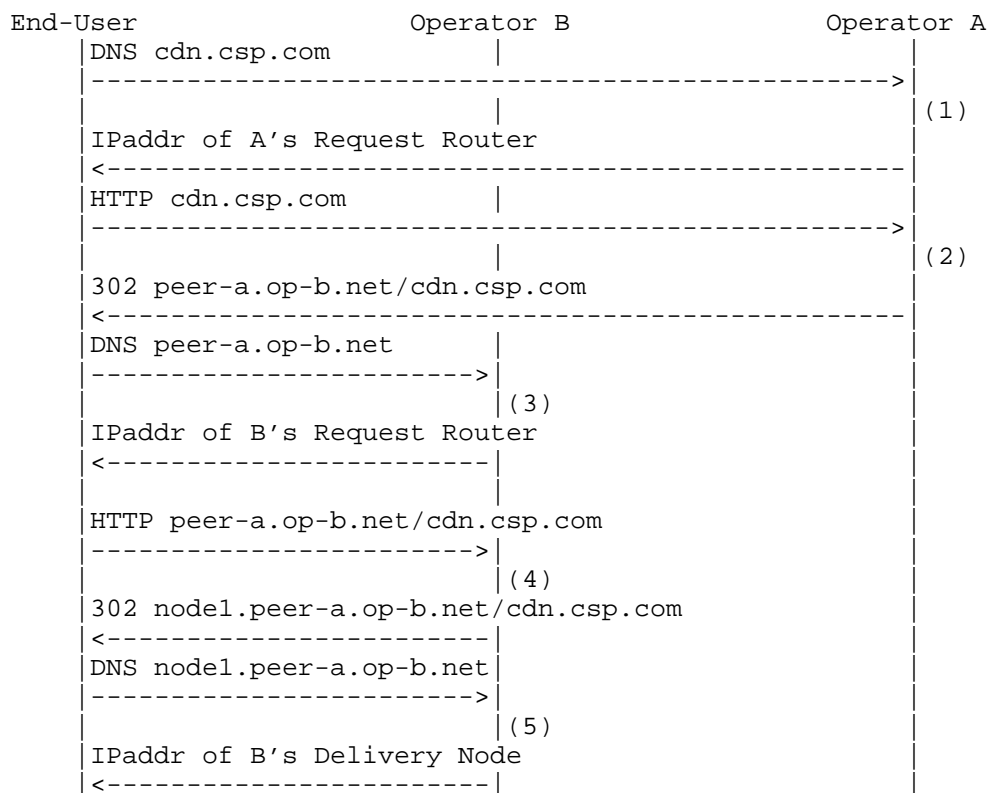 End-User Operator B Operator A
|DNS cdn.csp.com | |
|-------------------------------------------------->|
| | |(1)
|IPaddr of A's Request Router |
|<--------------------------------------------------|
|HTTP cdn.csp.com | |
|-------------------------------------------------->|
| | |(2)
|302 peer-a.op-b.net/cdn.csp.com |
|<--------------------------------------------------|
|DNS peer-a.op-b.net | |
|------------------------>| |
| |(3) |
|IPaddr of B's Request Router |
|<------------------------| |
| | |
|HTTP peer-a.op-b.net/cdn.csp.com |
|------------------------>| |
| |(4) |
|302 node1.peer-a.op-b.net/cdn.csp.com |
|<------------------------| |
|DNS node1.peer-a.op-b.net| |
|------------------------>| |
| |(5) |
|IPaddr of B's Delivery Node |
|<------------------------| |